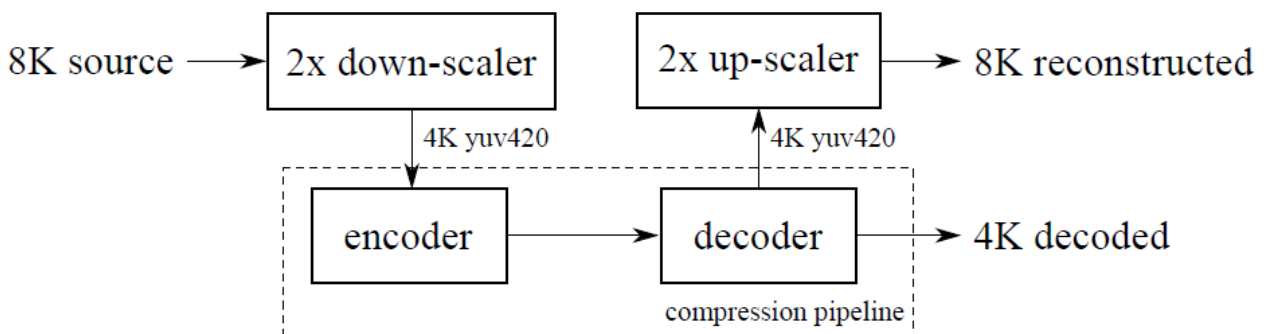 8K source
2x down-scaler
2x up-scaler
8K reconstructed
4K yuv420
4K yuv420
encoder
decoder
4K decoded
compression pipeline